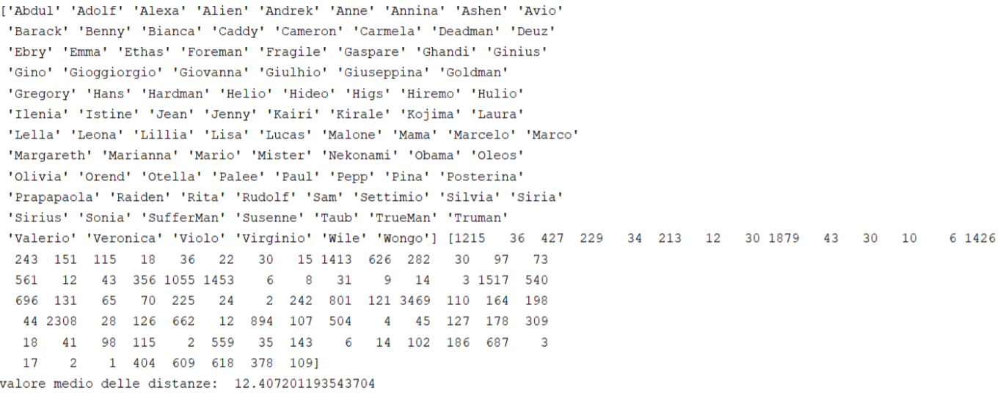 ['Abdul' 'Adolf' 'Alexa' 'Alien' 'Andrek' 'Anne' 'Annina' 'Ashen' 'Avio'
'Barack' 'Benny' 'Bianca' 'Caddy' 'Cameron' 'Carmela' 'Deadman' 'Deuz'
'Ebry' 'Emma' 'Ethas' 'Foreman' 'Fragile' 'Gaspare' 'Ghandi' 'Ginius'
'Gino' 'Gioggiorgio' 'Giovanna' 'Giulhio' 'Giuseppina' 'Goldman'
'Gregory' 'Hans' 'Hardman' 'Helio' 'Hideo' 'Higs' 'Hiremo' 'Hulio'
'Ilenia' 'Istine' 'Jean' 'Jenny' 'Kairi' 'Kirale' 'Kojima' 'Laura'
'Lella' 'Leona' 'Lillia' 'Lisa' 'Lucas' 'Malone' 'Mama' 'Marcelo' 'Marco'
'Margareth' 'Marianna' 'Mario' 'Mister' 'Nekonami' 'Obama' 'Oleos'
'Olivia' 'Orend' 'Otella' 'Palee' 'Paul' 'Pepp' 'Pina' 'Posterina'
'Prapapaola' 'Raiden' 'Rita' 'Rudolf' 'Sam' 'Settimio' 'Silvia' 'Siria'
'Sirius' 'Sonia' 'SufferMan' 'Susenne' 'Taub' 'TrueMan' 'Truman'
'Valerio' 'Veronica' 'Violo' 'Virginio' 'Wile' 'Wongo'] [1215 36 427 229 34 213 12 30 1879 43 30 10 6 1426
243 151 115 18 36 22 30 15 1413 626 282 30 97 73
561 12 43 356 1055 1453 6 8 31 9 14 3 1517 540
696 131 65 70 225 24 2 242 801 121 3469 110 164 198
44 2308 28 126 662 12 894 107 504 4 45 127 178 309
18 41 98 115 2 559 35 143 6 14 102 186 687 3
17 2 1 404 609 618 378 109]
valore medio delle distanze: 12.407201193543704